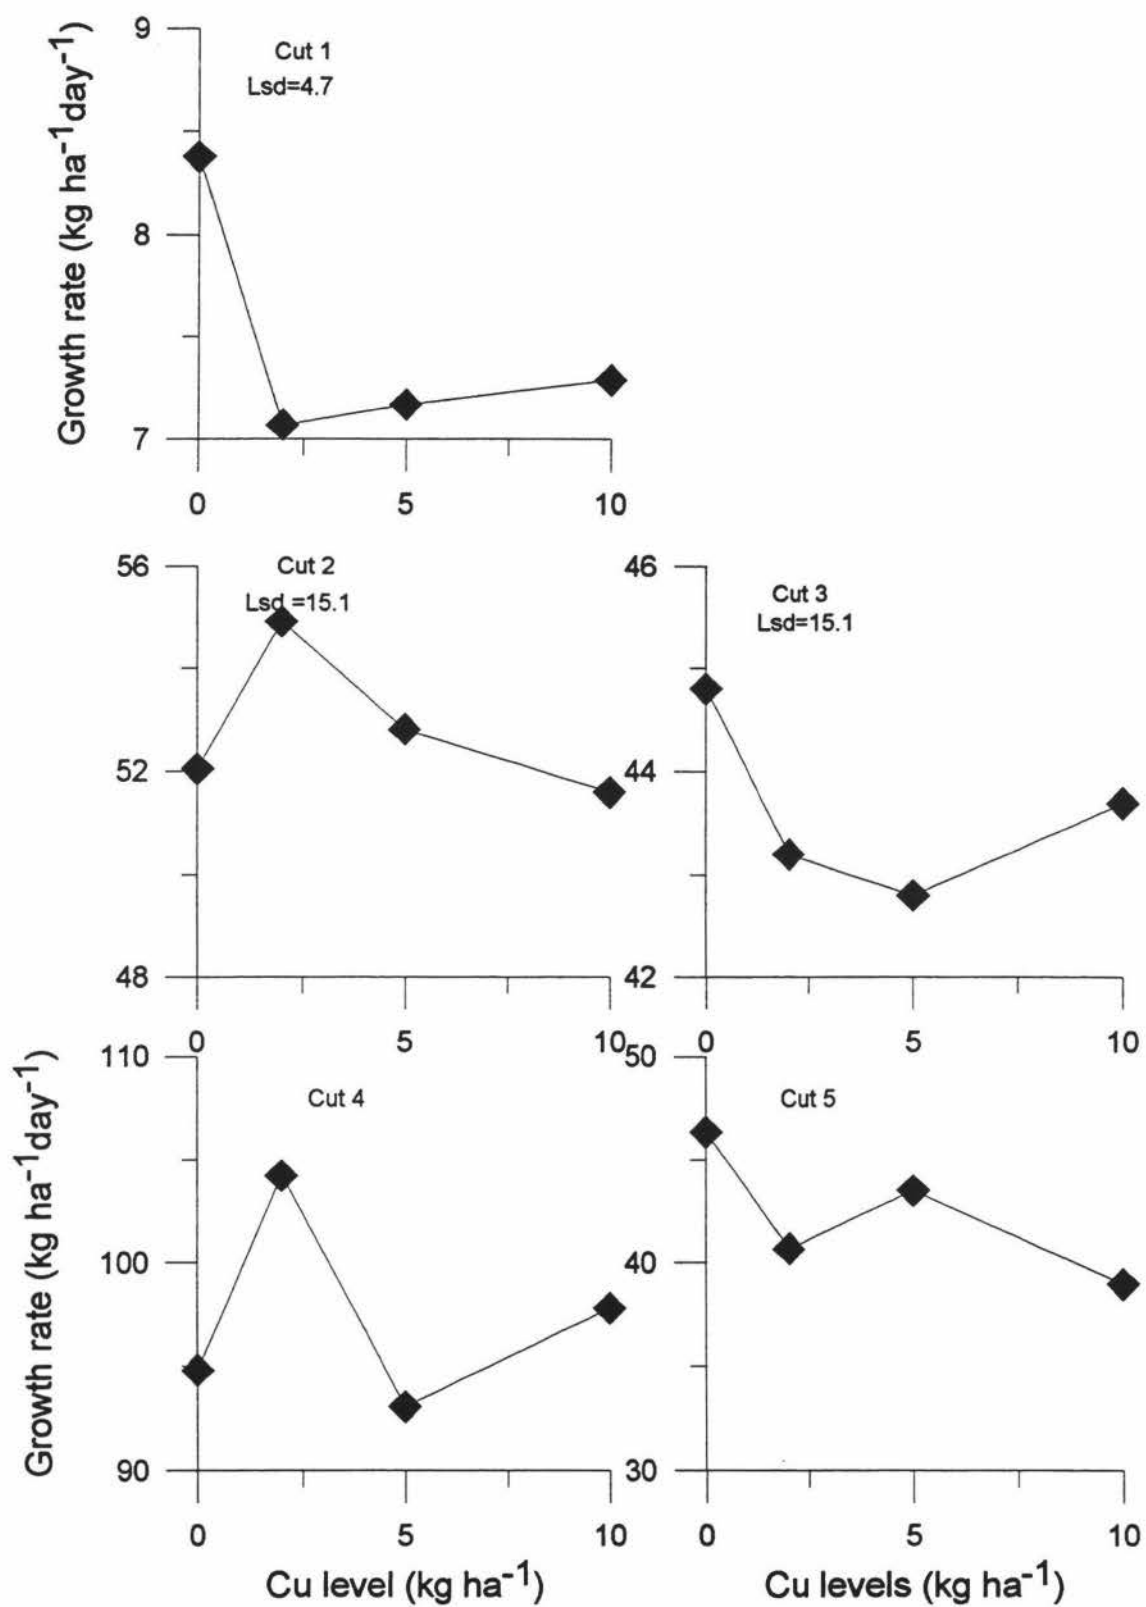 9
Cut 1
Lsd=4.7
8
7
Growth rate (kg ha⁻¹day⁻¹)
0 5 10
56
Cut 2
Lsd =15.1
52
48
0 5 10
46
Cut 3
Lsd=15.1
44
42
0 5 10
110
Cut 4
100
90
Growth rate (kg ha⁻¹day⁻¹)
0 5 10
Cu level (kg ha⁻¹)
50
Cut 5
40
30
0 5 10
Cu levels (kg ha⁻¹)